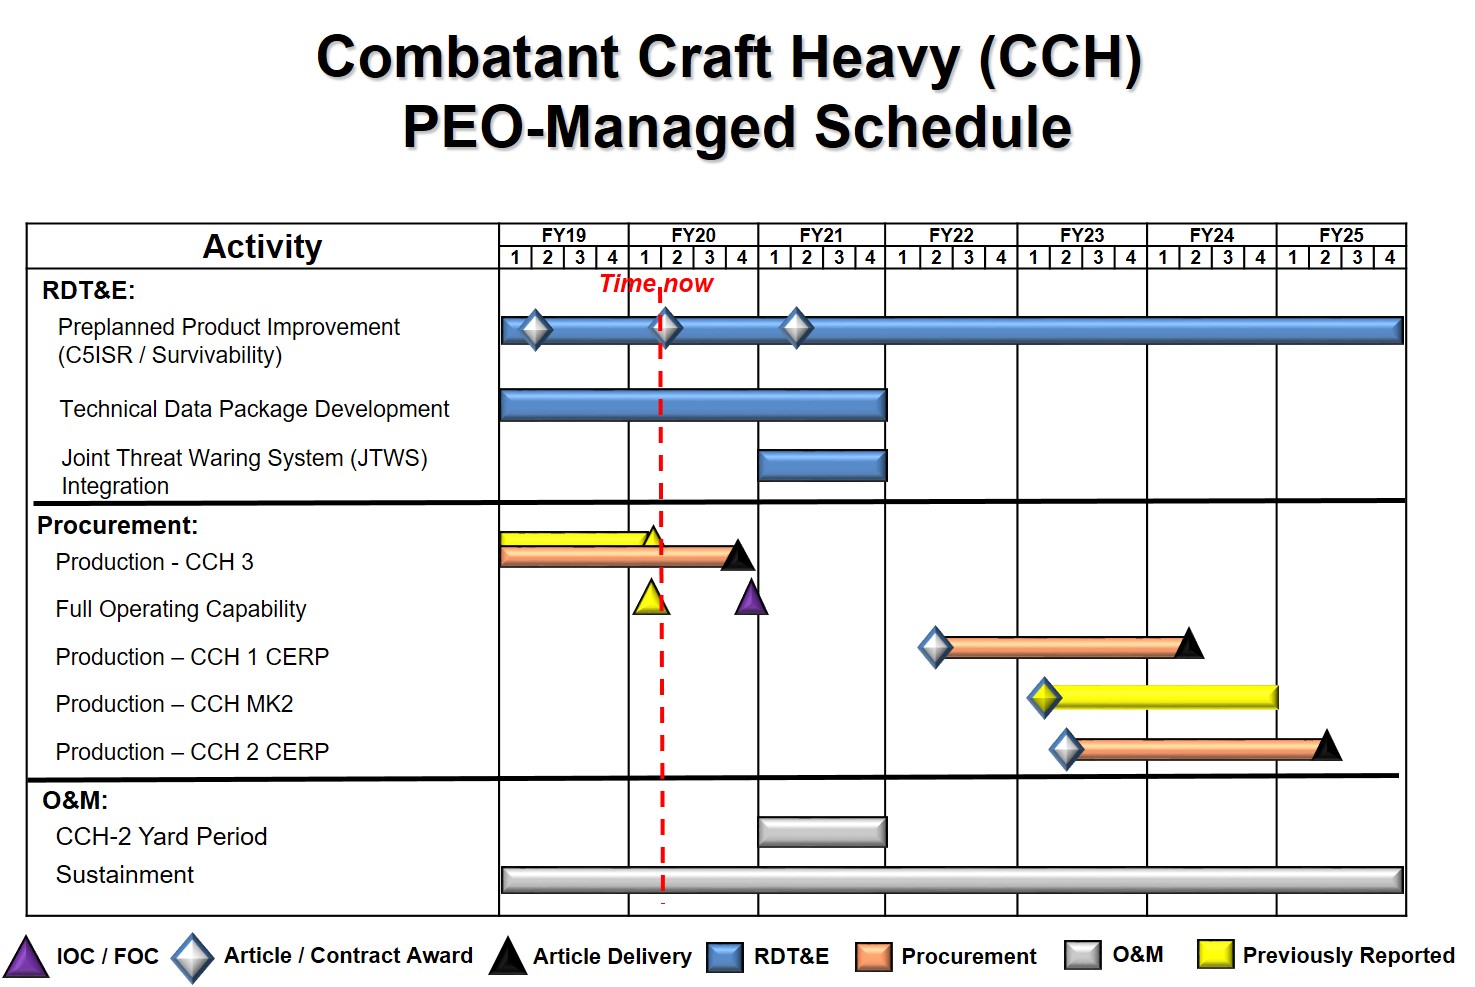 Combatant Craft Heavy (CCH)
PEO-Managed Schedule
Activity
FY19 FY20 FY21 FY22 FY23 FY24 FY25
1 2 3 4 1 2 3 4 1 2 3 4 1 2 3 4 1 2 3 4 1 2 3 4 1 2 3 4
Time now
RDT&E:
Preplanned Product Improvement
(C5ISR / Survivability)
Technical Data Package Development
Joint Threat Waring System (JTWS)
Integration
Procurement:
Production - CCH 3
Full Operating Capability
Production – CCH 1 CERP
Production – CCH MK2
Production – CCH 2 CERP
O&M:
CCH-2 Yard Period
Sustainment
IOC / FOC Article / Contract Award Article Delivery RDT&E Procurement O&M Previously Reported